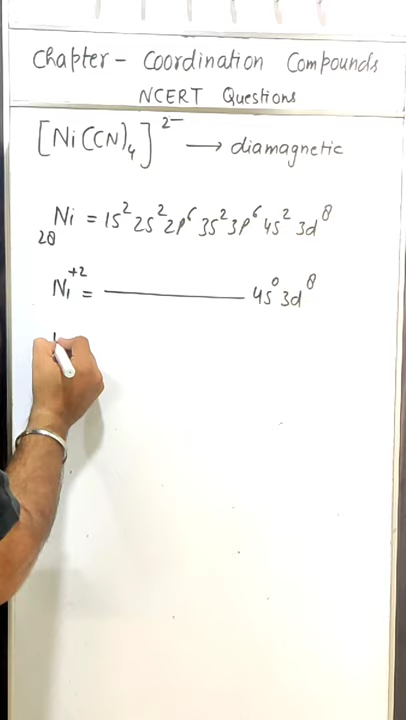 Chapter - Coordination Compounds
NCERT Questions
[Ni(CN)₄]²⁻ → diamagnetic
₂₈Ni = 1s² 2s² 2p⁶ 3s² 3p⁶ 4s² 3d⁸
Ni⁺² = ———— 4s⁰ 3d⁸